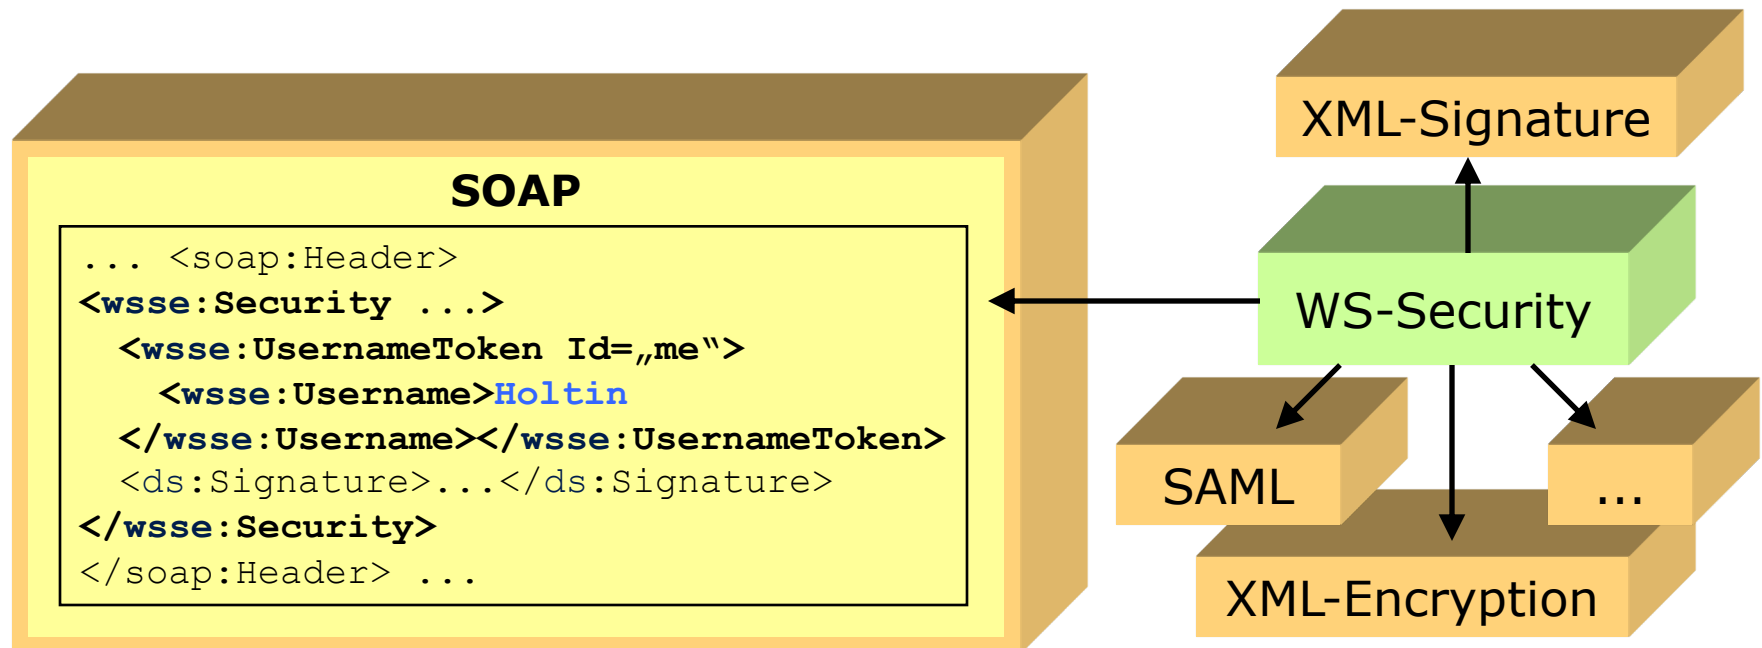 SOAP
... <soap:Header>
<wsse:Security ...>
<wsse:UsernameToken Id=„me“>
<wsse:Username>Holtin
</wsse:Username></wsse:UsernameToken>
<ds:Signature>...</ds:Signature>
</wsse:Security>
</soap:Header> ...
XML-Signature
WS-Security
SAML
...
XML-Encryption